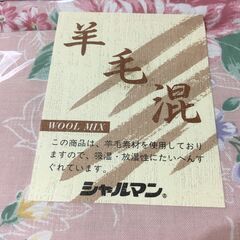 羊毛混
WOOL MIX
この商品は、羊毛素材を使用しており
ますので、吸湿・放湿性にたいへんす
ぐれています。
シャルマン®